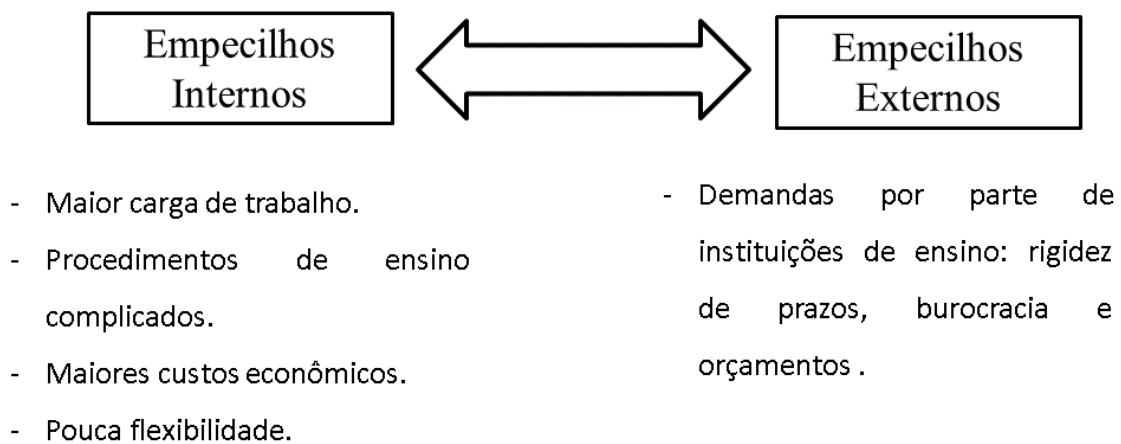 Empecilhos
Internos
Empecilhos
Externos
- Maior carga de trabalho.
- Procedimentos de ensino
complicados.
- Maiores custos econômicos.
- Pouca flexibilidade.
- Demandas por parte de
instituições de ensino: rigidez
de prazos, burocracia e
orçamentos .